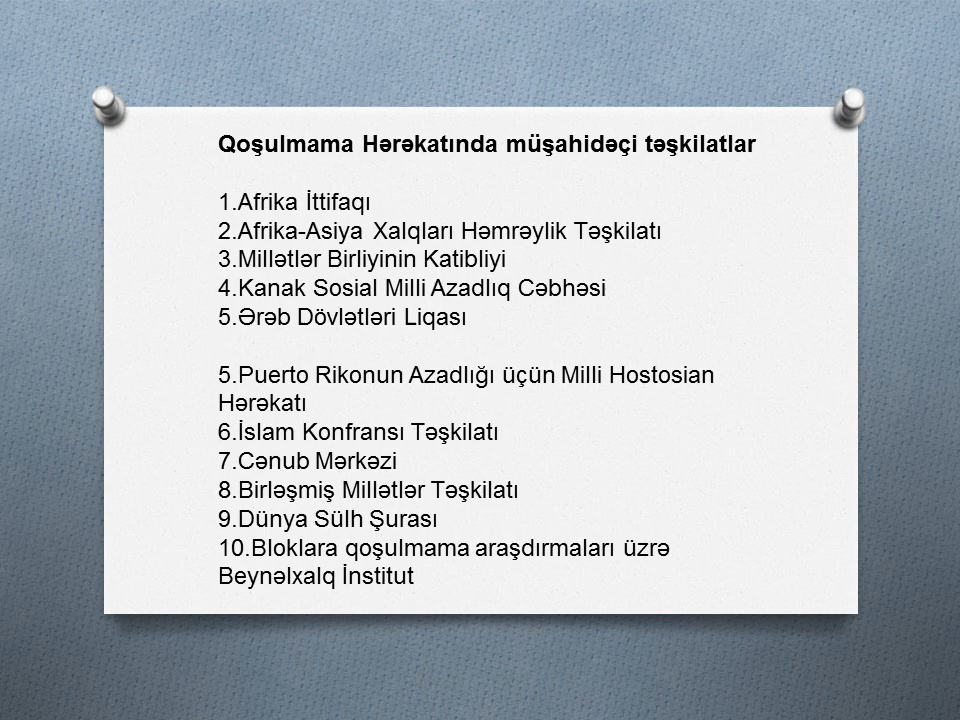 Qoşulmama Hərəkatında müşahidəçi təşkilatlar
1.Afrika İttifaqı
2.Afrika-Asiya Xalqları Həmrəylik Təşkilatı
3.Millətlər Birliyinin Katibliyi
4.Kanak Sosial Milli Azadlıq Cəbhəsi
5.Ərəb Dövlətləri Liqası
5.Puerto Rikonun Azadlığı üçün Milli Hostosian
Hərəkatı
6.İslam Konfransı Təşkilatı
7.Cənub Mərkəzi
8.Birləşmiş Millətlər Təşkilatı
9.Dünya Sülh Şurası
10.Bloklara qoşulmama araşdırmaları üzrə
Beynəlxalq İnstitut